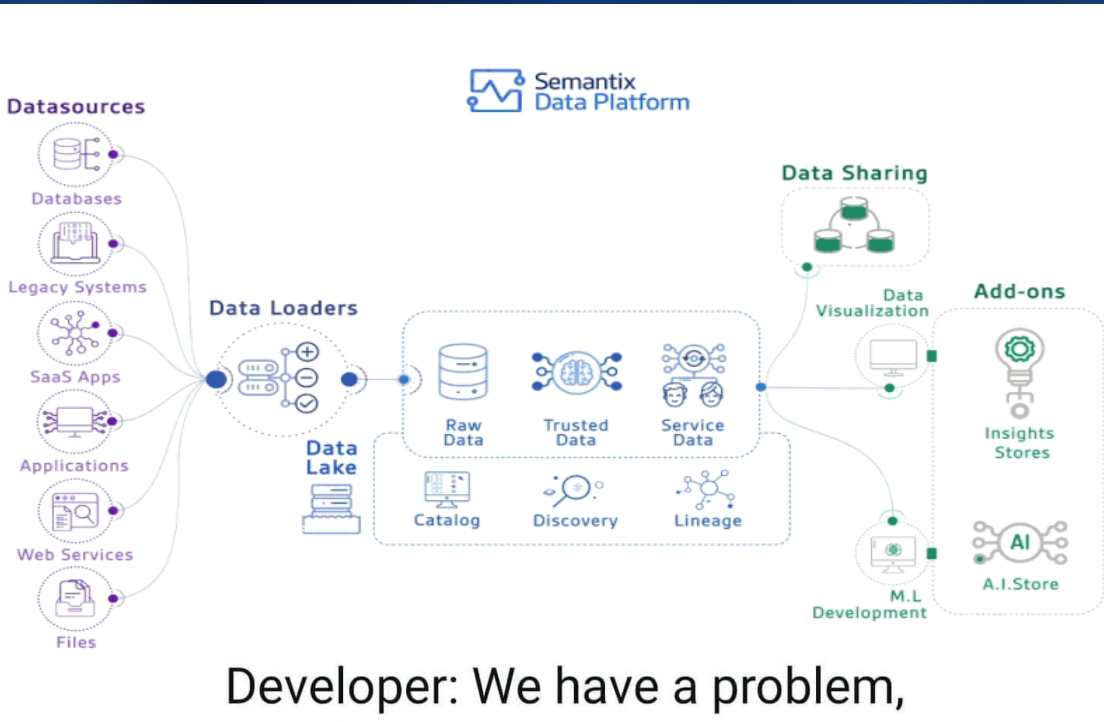 Semantix
Data Platform
Datasources
Databases
Legacy Systems
SaaS Apps
Applications
Web Services
Files
Data Loaders
Data
Lake
Raw
Data
Trusted
Data
Service
Data
Catalog
Discovery
Lineage
Data Sharing
Data
Visualization
M.L
Development
Add-ons
Insights
Stores
AI
A.I.Store
Developer: We have a problem,